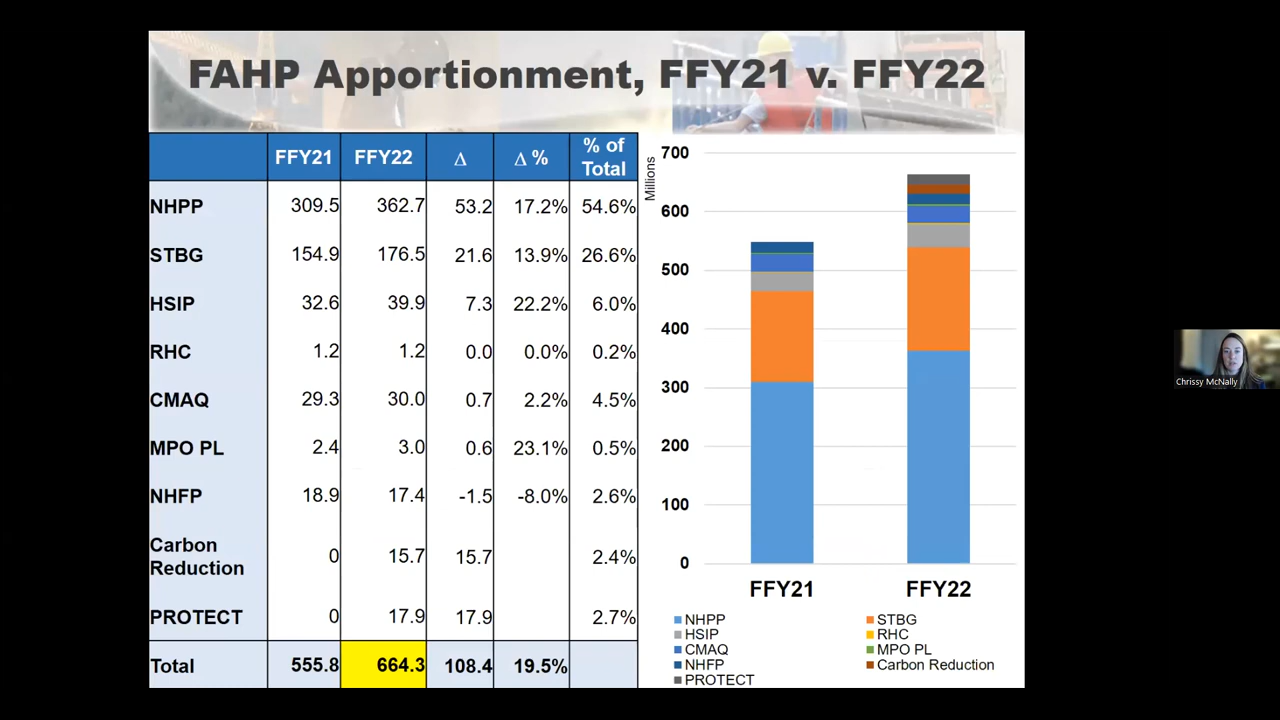 FAHP Apportionment, FFY21 v. FFY22
FFY21 FFY22 Δ Δ % % of Total
NHPP 309.5 362.7 53.2 17.2% 54.6%
STBG 154.9 176.5 21.6 13.9% 26.6%
HSIP 32.6 39.9 7.3 22.2% 6.0%
RHC 1.2 1.2 0.0 0.0% 0.2%
CMAQ 29.3 30.0 0.7 2.2% 4.5%
MPO PL 2.4 3.0 0.6 23.1% 0.5%
NHFP 18.9 17.4 -1.5 -8.0% 2.6%
Carbon Reduction 0 15.7 15.7 2.4%
PROTECT 0 17.9 17.9 2.7%
Total 555.8 664.3 108.4 19.5%
Millions
700
600
500
400
300
200
100
0
FFY21 FFY22
NHPP STBG
HSIP RHC
CMAQ MPO PL
NHFP Carbon Reduction
PROTECT
Chrissy McNally